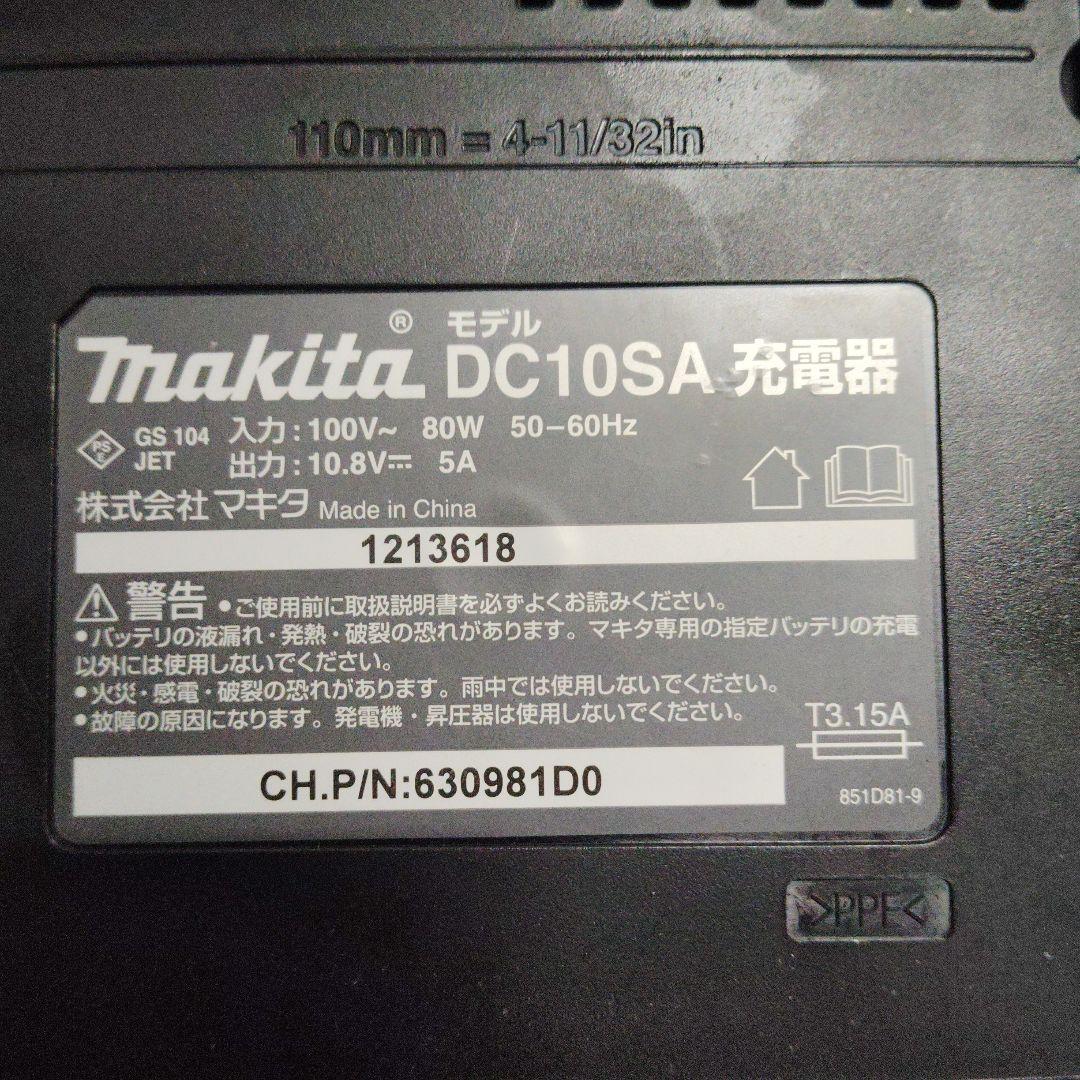 110mm = 4-11/32in
makita® モデル DC10SA 充電器
PS E GS 104 JET
入力:100V~ 80W 50-60Hz
出力:10.8V⎓ 5A
株式会社マキタ Made in China
1213618
⚠警告 •ご使用前に取扱説明書を必ずよくお読みください。
•バッテリの液漏れ・発熱・破裂の恐れがあります。マキタ専用の指定バッテリの充電
以外には使用しないでください。
•火災・感電・破裂の恐れがあります。雨中では使用しないでください。
•故障の原因になります。発電機・昇圧器は使用しないでください。
T3.15A
CH.P/N:630981D0
851D81-9
>PPE<